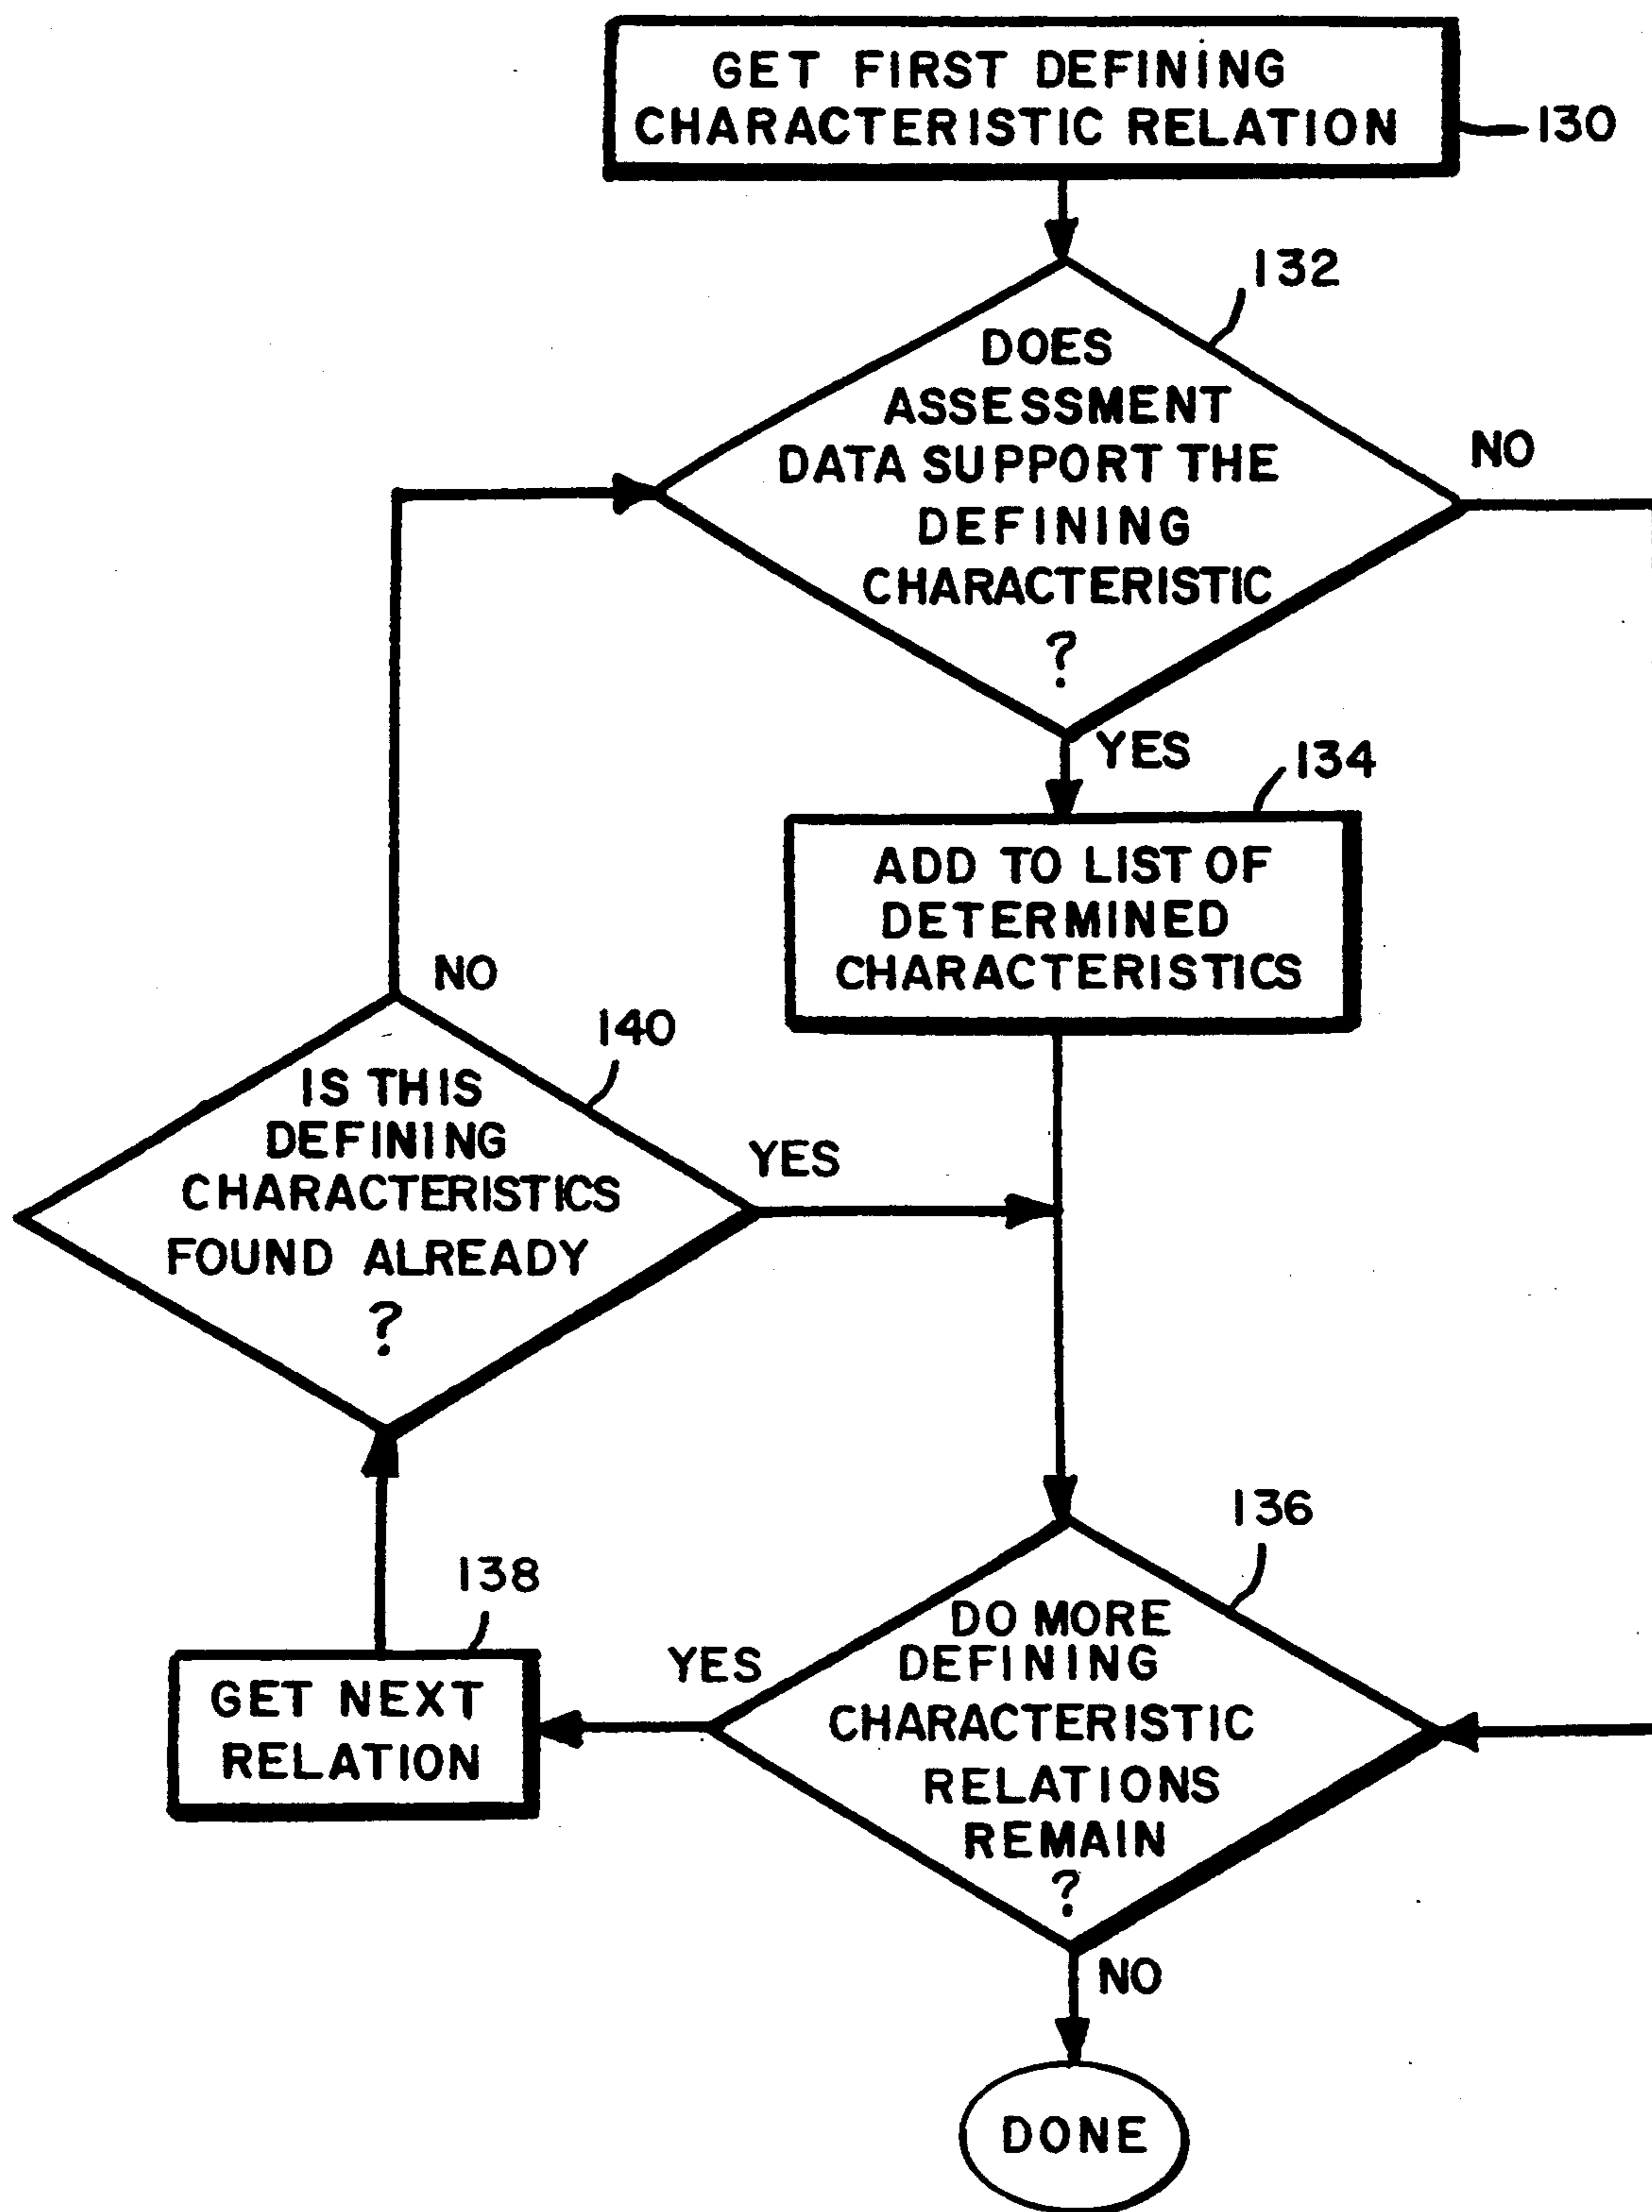 GET FIRST DEFINING
CHARACTERISTIC RELATION
130
132
DOES
ASSESSMENT
DATA SUPPORT THE
DEFINING
CHARACTERISTIC
?
NO
YES
134
ADD TO LIST OF
DETERMINED
CHARACTERISTICS
NO
140
IS THIS
DEFINING
CHARACTERISTICS
FOUND ALREADY
?
YES
136
DO MORE
DEFINING
CHARACTERISTIC
RELATIONS
REMAIN
?
YES
138
GET NEXT
RELATION
NO
DONE